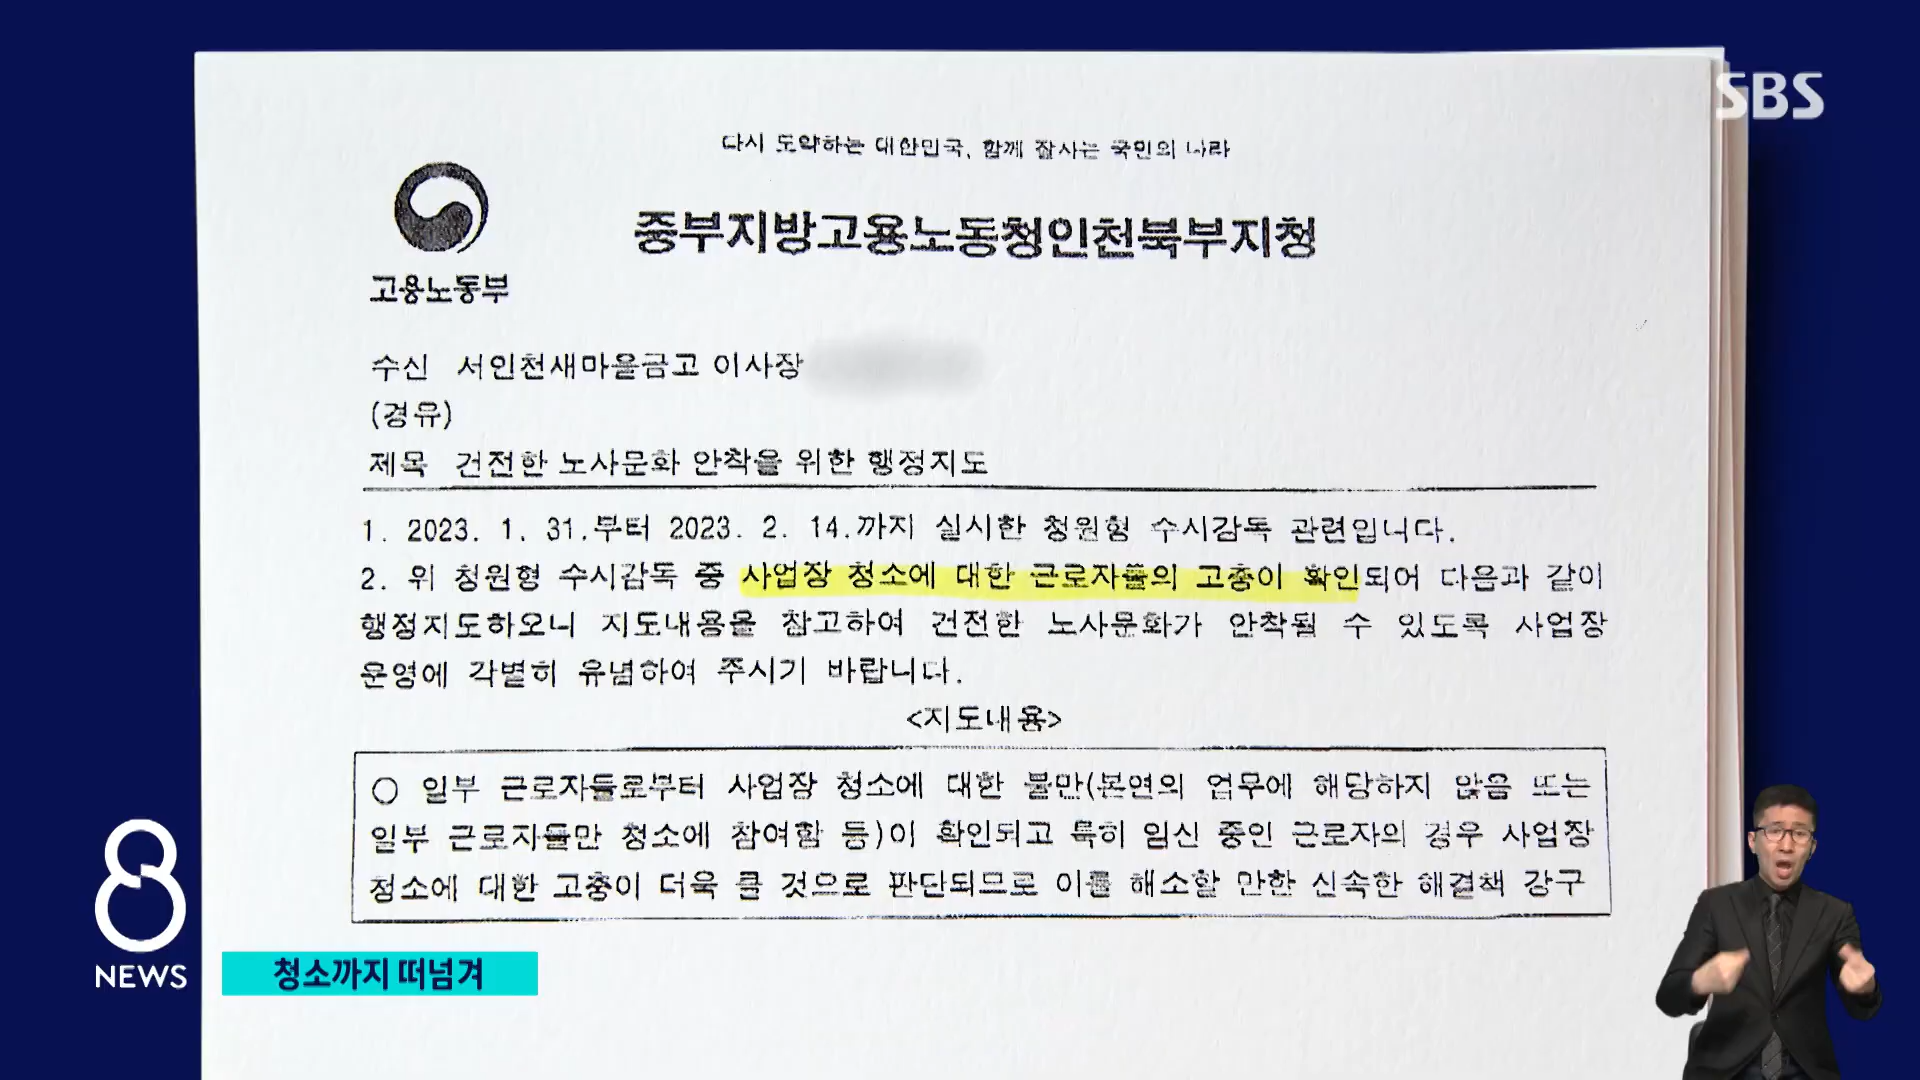 SBS
다시 도약하는 대한민국, 함께 잘사는 국민의 나라
중부지방고용노동청인천북부지청
고용노동부
수신 서인천새마을금고 이사장
(경유)
제목 건전한 노사문화 안착을 위한 행정지도
1. 2023. 1. 31.부터 2023. 2. 14.까지 실시한 청원형 수시감독 관련입니다.
2. 위 청원형 수시감독 중 사업장 청소에 대한 근로자들의 고충이 확인되어 다음과 같이
행정지도하오니 지도내용을 참고하여 건전한 노사문화가 안착될 수 있도록 사업장
운영에 각별히 유념하여 주시기 바랍니다.
<지도내용>
○ 일부 근로자들로부터 사업장 청소에 대한 불만(본연의 업무에 해당하지 않음 또는
일부 근로자들만 청소에 참여함 등)이 확인되고 특히 임신 중인 근로자의 경우 사업장
청소에 대한 고충이 더욱 클 것으로 판단되므로 이를 해소할 만한 신속한 해결책 강구
8
NEWS
청소까지 떠넘겨